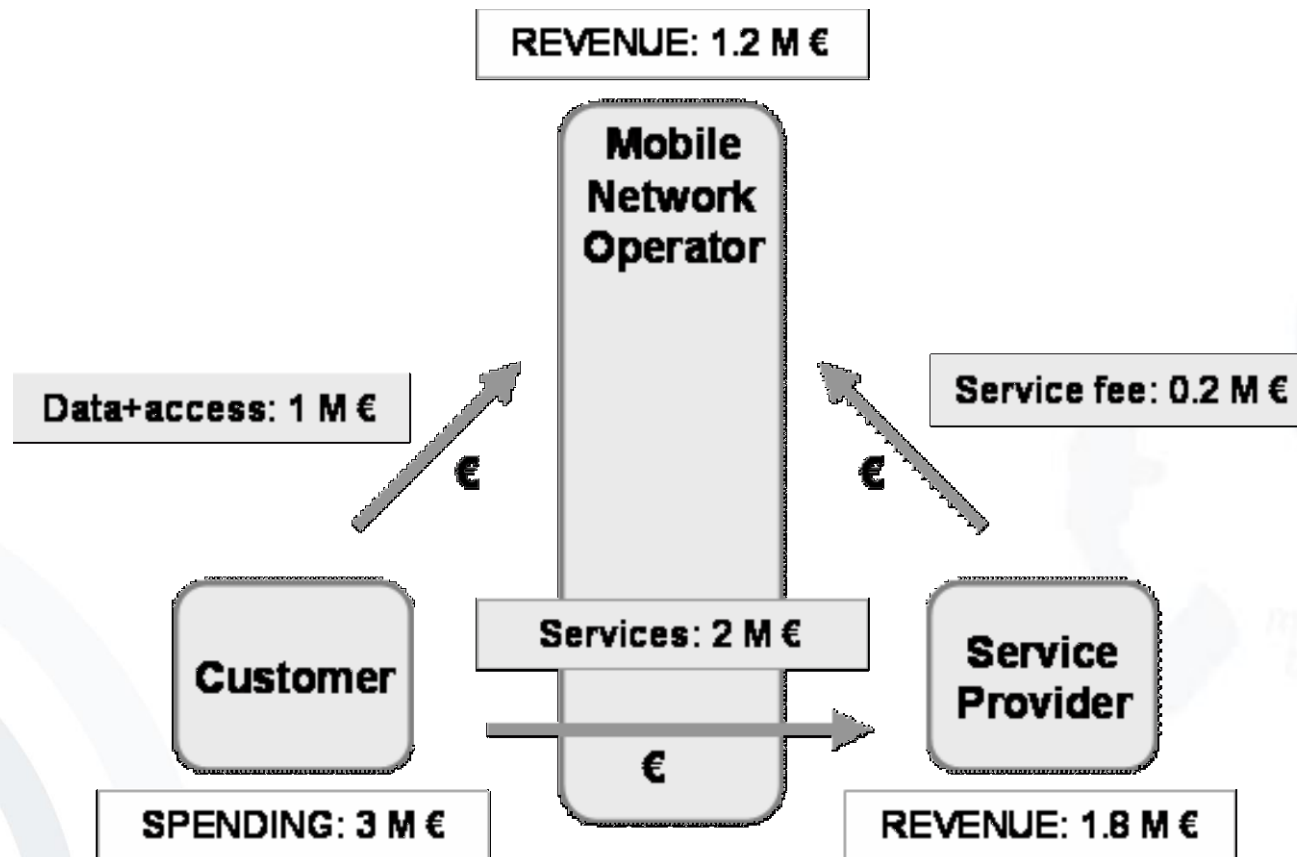 REVENUE: 1.2 M €
Mobile
Network
Operator
Data+access: 1 M €
Service fee: 0.2 M €
€
€
Services: 2 M €
Customer
Service
Provider
€
SPENDING: 3 M €
REVENUE: 1.8 M €